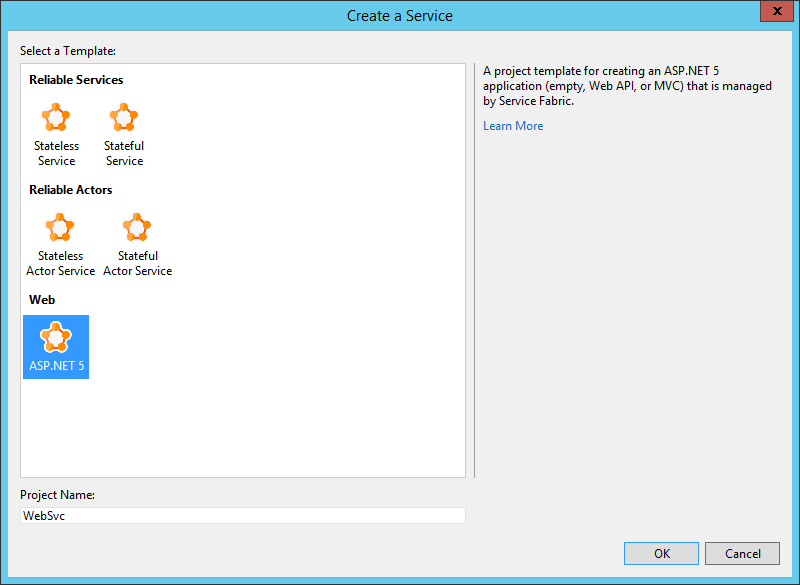 Create a Service
x
Select a Template:
Reliable Services
Stateless
Service
Stateful
Service
Reliable Actors
Stateless
Actor Service
Stateful
Actor Service
Web
ASP.NET 5
A project template for creating an ASP.NET 5
application (empty, Web API, or MVC) that is managed
by Service Fabric.
Learn More
Project Name:
WebSvc
OK
Cancel